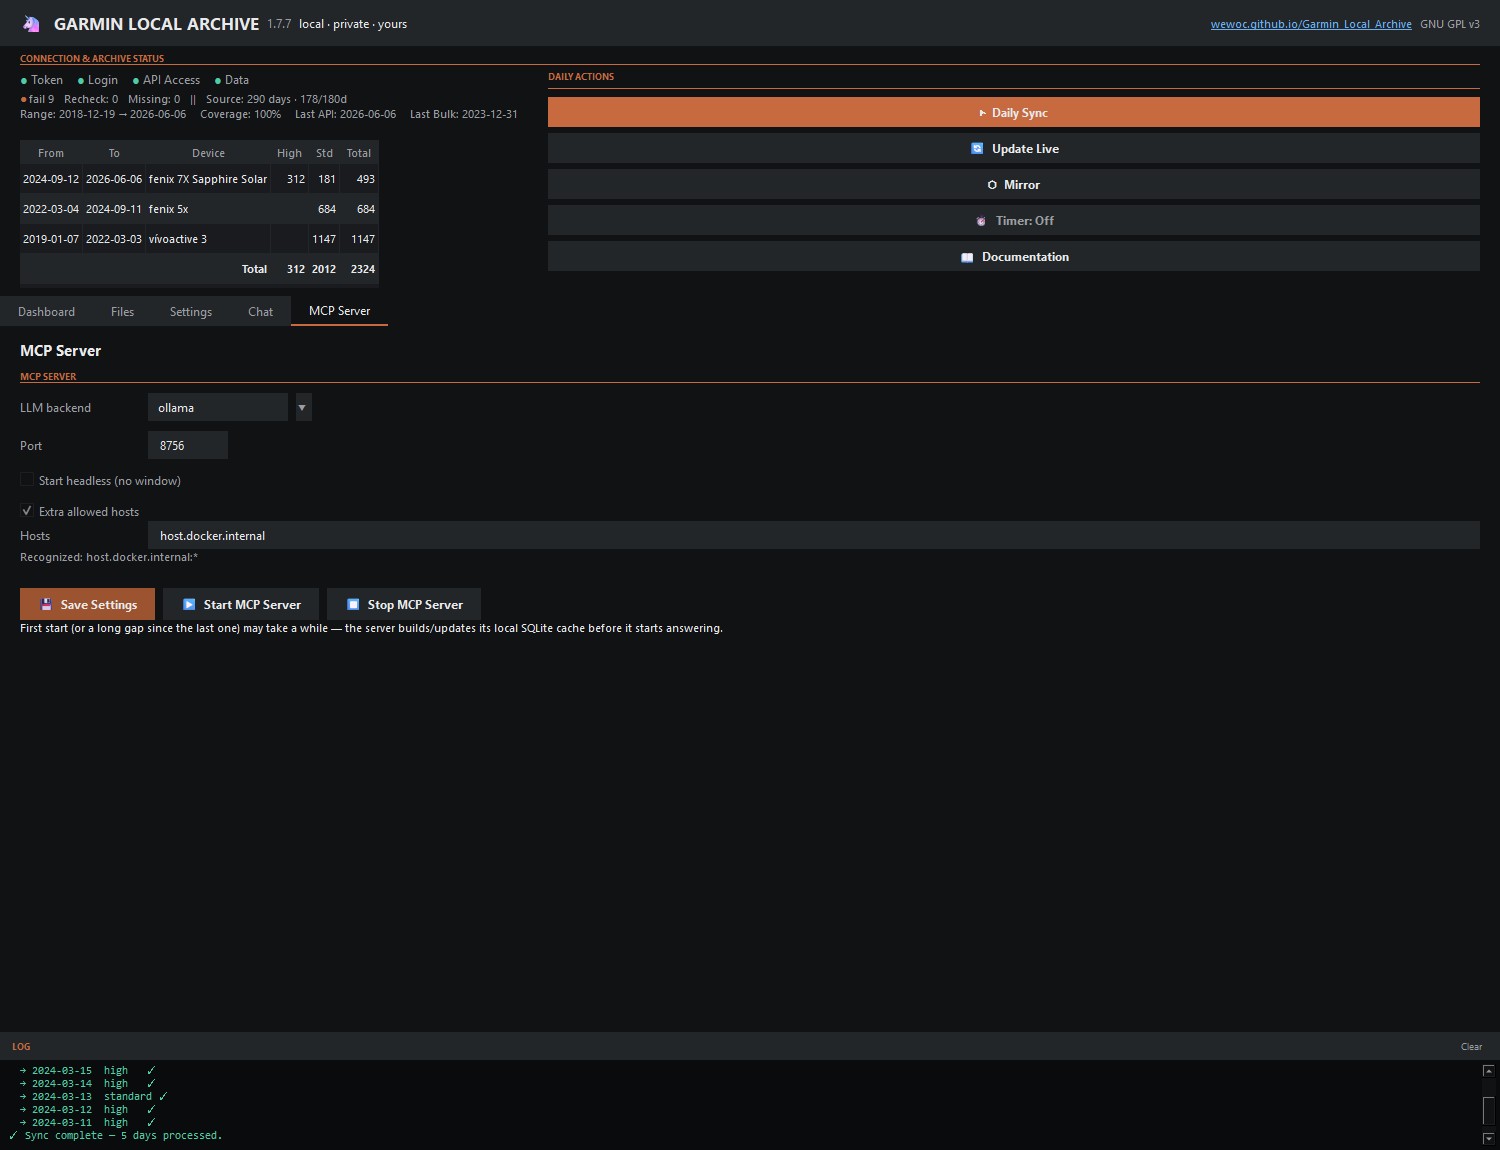 GARMIN LOCAL ARCHIVE 1.7.7 local · private · yours
wewoc.github.io/Garmin_Local_Archive GNU GPL v3
CONNECTION & ARCHIVE STATUS
● Token ● Login ● API Access ● Data
● fail 9 Recheck: 0 Missing: 0 || Source: 290 days · 178/180d
Range: 2018-12-19 → 2026-06-06 Coverage: 100% Last API: 2026-06-06 Last Bulk: 2023-12-31
From To Device High Std Total
2024-09-12 2026-06-06 fenix 7X Sapphire Solar 312 181 493
2022-03-04 2024-09-11 fenix 5x 684 684
2019-01-07 2022-03-03 vívoactive 3 1147 1147
Total 312 2012 2324
DAILY ACTIONS
Daily Sync
Update Live
Mirror
Timer: Off
Documentation
Dashboard Files Settings Chat MCP Server
MCP Server
MCP SERVER
LLM backend ollama
Port 8756
Start headless (no window)
✓ Extra allowed hosts
Hosts host.docker.internal
Recognized: host.docker.internal:*
Save Settings Start MCP Server Stop MCP Server
First start (or a long gap since the last one) may take a while — the server builds/updates its local SQLite cache before it starts answering.
LOG Clear
→ 2024-03-15 high ✓
→ 2024-03-14 high ✓
→ 2024-03-13 standard ✓
→ 2024-03-12 high ✓
→ 2024-03-11 high ✓
✓ Sync complete — 5 days processed.